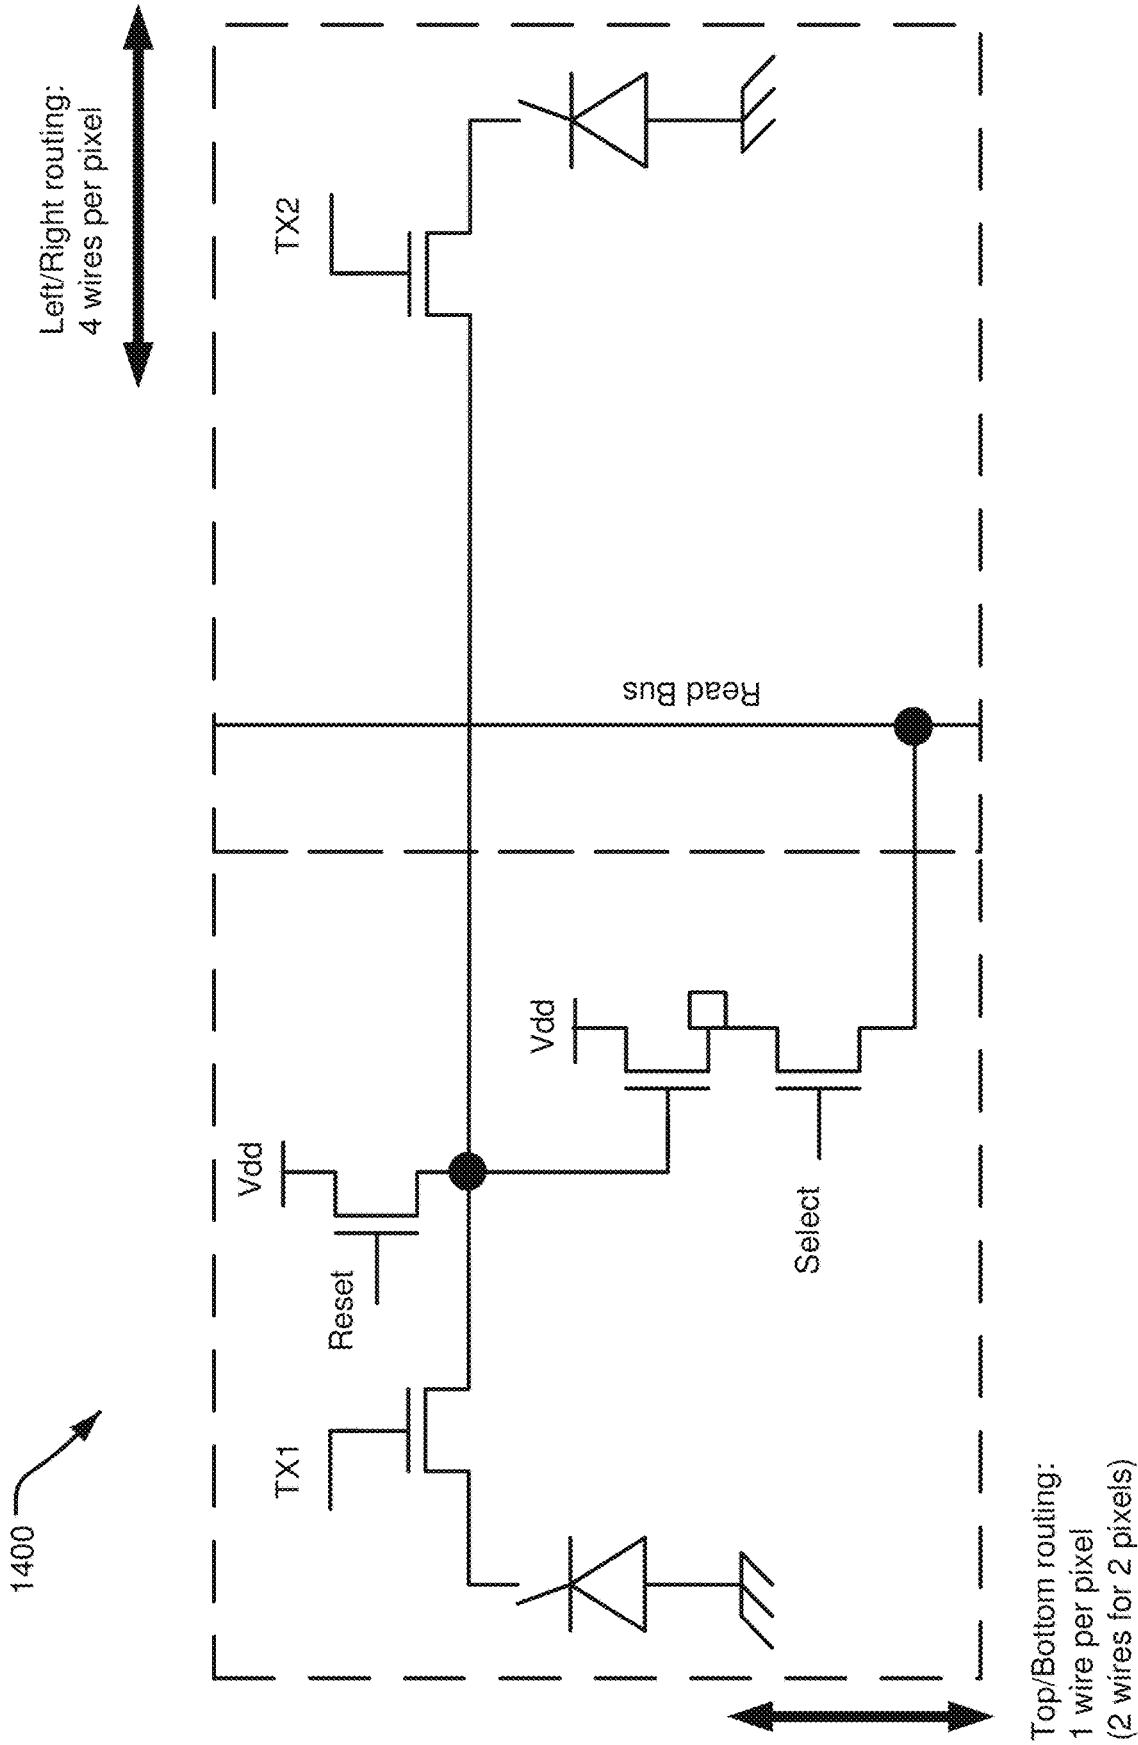 1400
Left/Right routing:
4 wires per pixel
TX1
TX2
Reset
Vdd
Vdd
Select
Read Bus
Top/Bottom routing:
1 wire per pixel
(2 wires for 2 pixels)